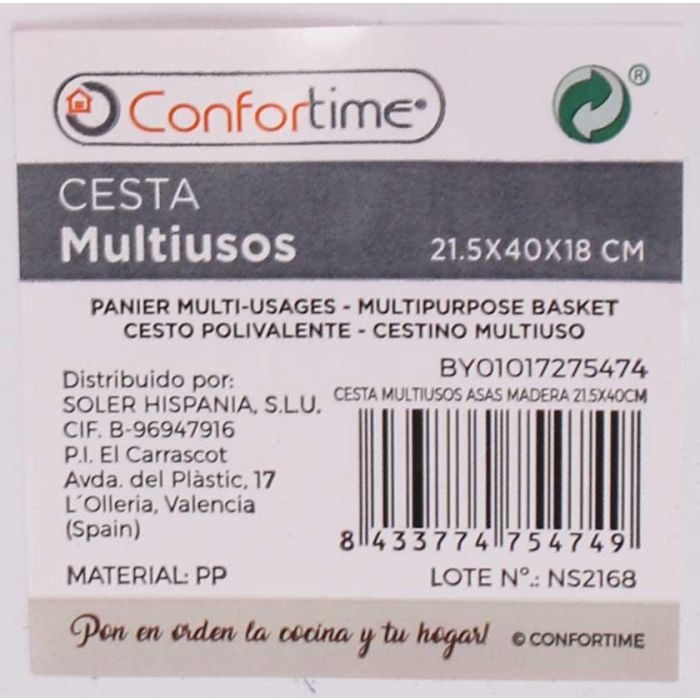 Confortime®
®
CESTA
Multiusos
21.5X40X18 CM
PANIER MULTI-USAGES - MULTIPURPOSE BASKET
CESTO POLIVALENTE - CESTINO MULTIUSO
BY01017275474
CESTA MULTIUSOS ASAS MADERA 21.5X40CM
Distribuido por:
SOLER HISPANIA, S.L.U.
CIF. B-96947916
P.I. El Carrascot
Avda. del Plàstic, 17
L´Olleria, Valencia
(Spain)
8 433774 754749
MATERIAL: PP
LOTE Nº.: NS2168
Pon en orden la cocina y tu hogar!
© CONFORTIME